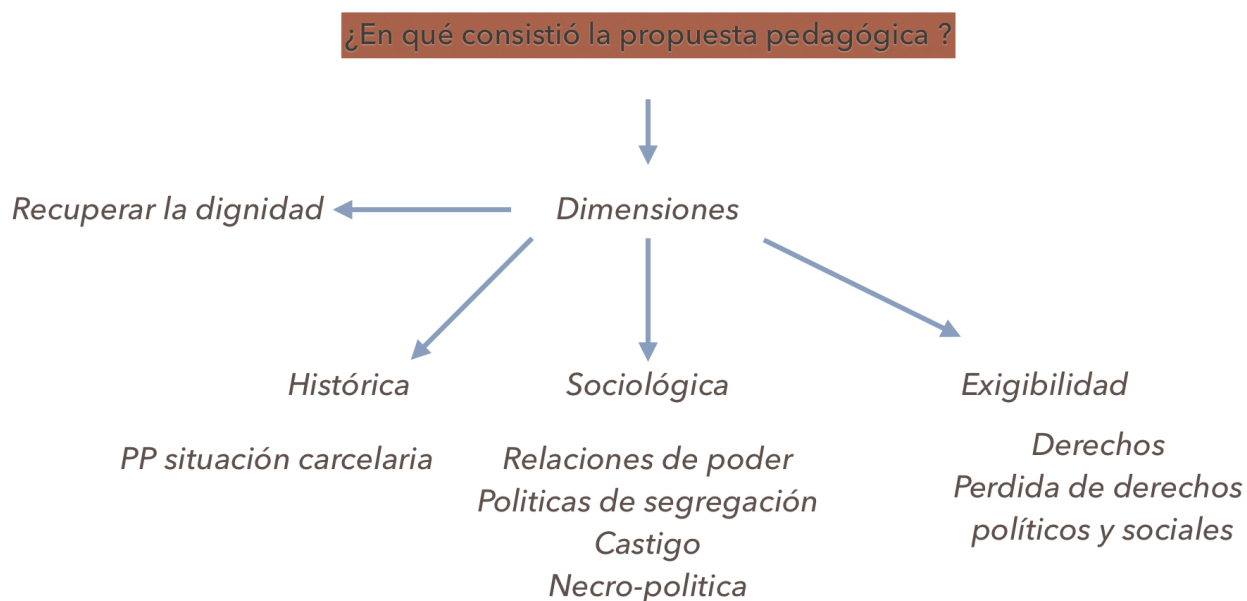 ¿En qué consistió la propuesta pedagógica ?
Recuperar la dignidad
Dimensiones
Histórica
Sociológica
Exigibilidad
PP situación carcelaria
Relaciones de poder
Politicas de segregación
Castigo
Necro-politica
Derechos
Perdida de derechos
políticos y sociales